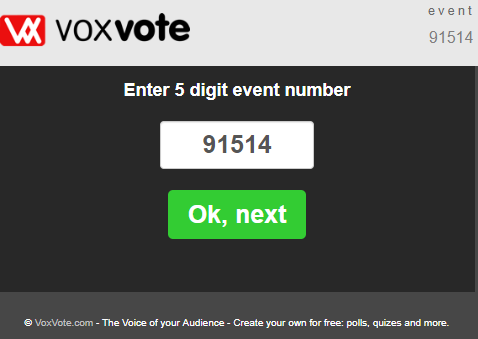 voxvote
event
91514
Enter 5 digit event number
91514
Ok, next
© VoxVote.com - The Voice of your Audience - Create your own for free: polls, quizes and more.